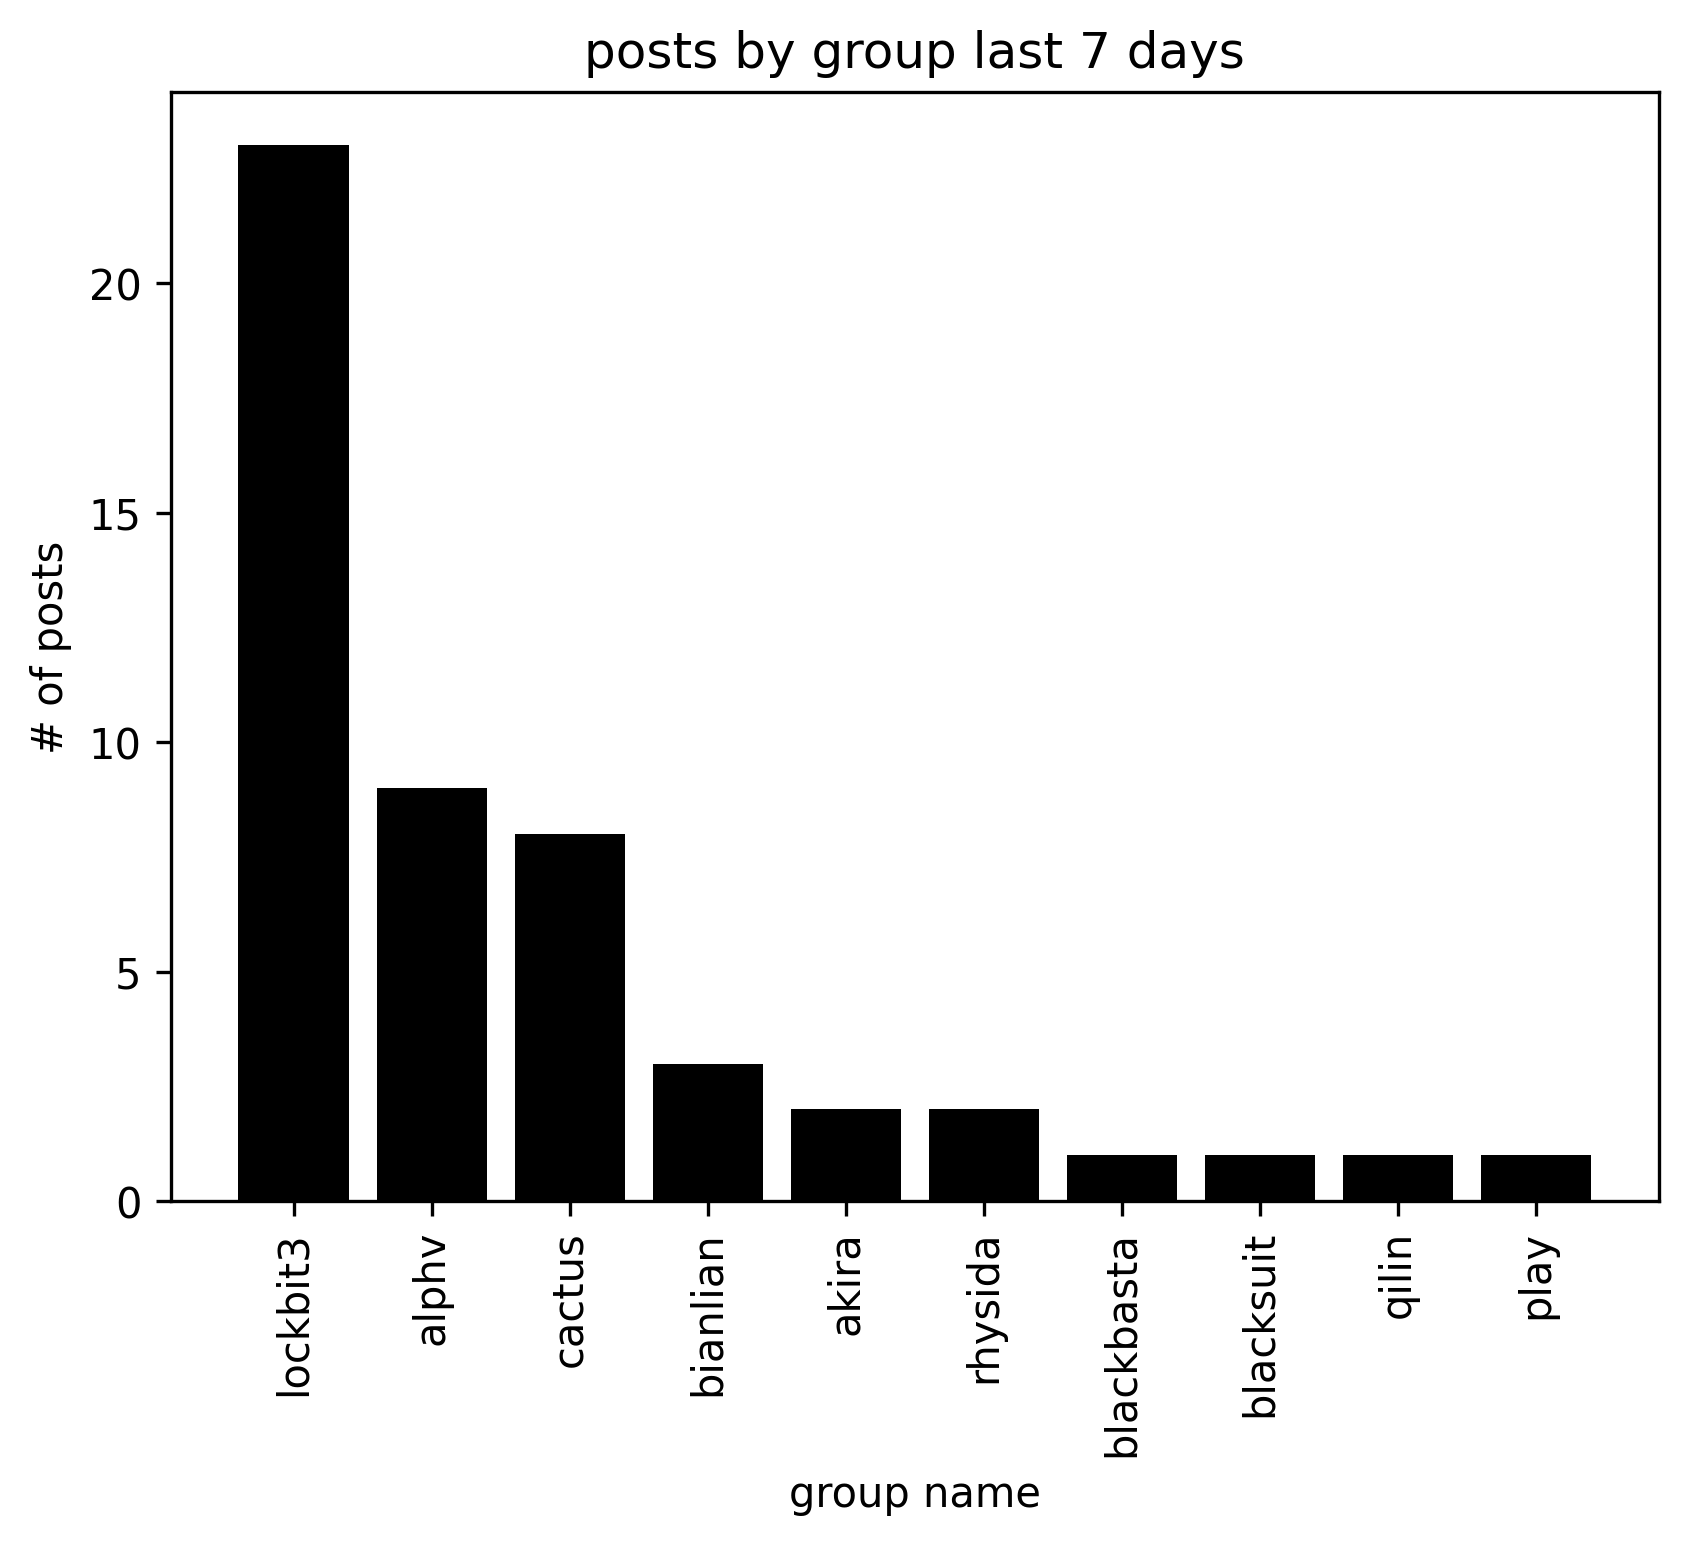 posts by group last 7 days
# of posts
20
15
10
5
0
lockbit3
alphv
cactus
bianlian
akira
rhysida
blackbasta
blacksuit
qilin
play
group name